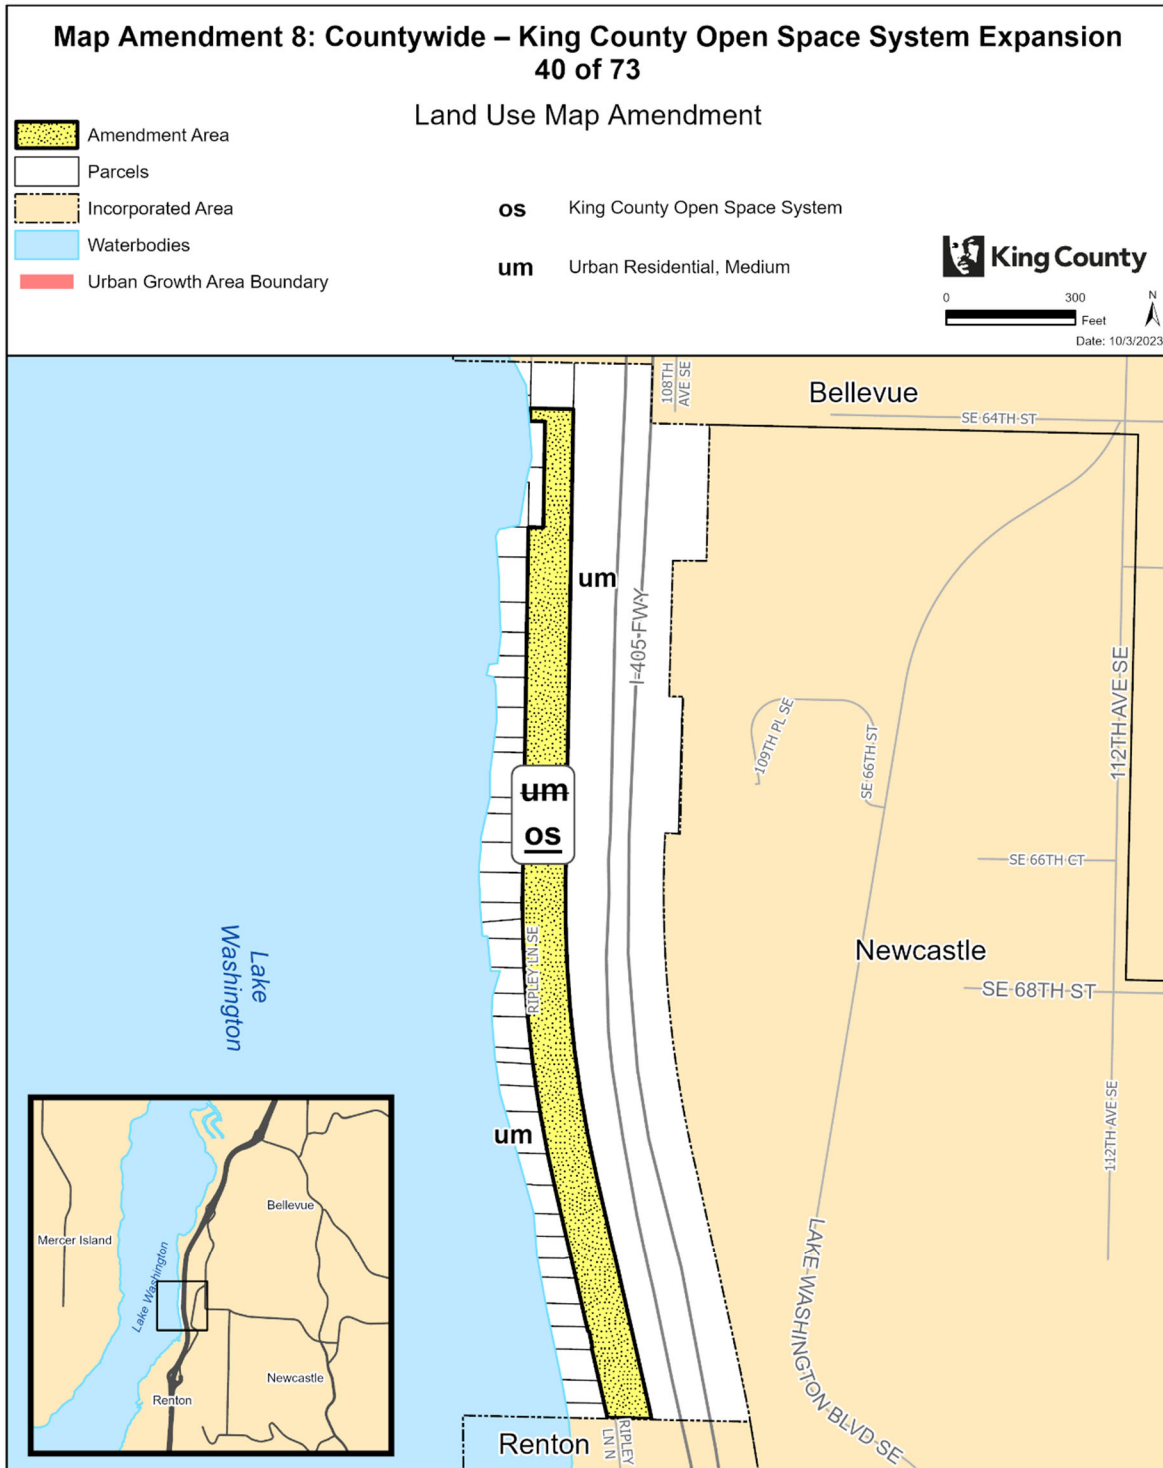 Map Amendment 8: Countywide – King County Open Space System Expansion
40 of 73
Land Use Map Amendment
Amendment Area
Parcels
Incorporated Area
Waterbodies
Urban Growth Area Boundary
os King County Open Space System
um Urban Residential, Medium
King County
0 300
Feet
N
Date: 10/3/2023
108TH
AVE SE
Bellevue
SE 64TH ST
um
I-405 FWY
112TH AVE SE
109TH PL SE
SE 66TH ST
um
os
SE 66TH CT
RIPLEY LN SE
Newcastle
SE 68TH ST
Lake
Washington
112TH AVE SE
um
LAKE WASHINGTON BLVD SE
Renton
RIPLEY
LN N
Bellevue
Mercer Island
Lake Washington
Newcastle
Renton